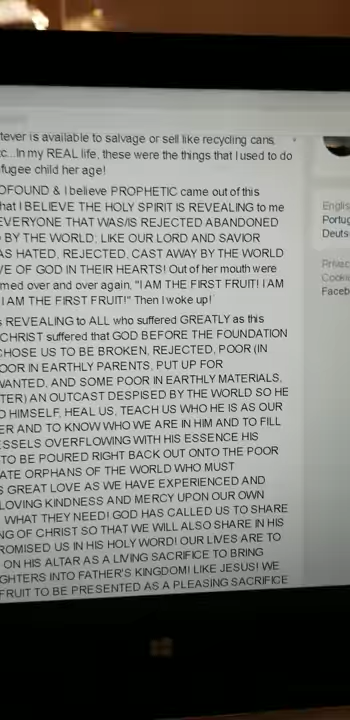 tever is available to salvage or sell like recycling cans,
c...In my REAL life, these were the things that I used to do
fugee child her age!
OFOUND & I believe PROPHETIC came out of this
hat I BELIEVE THE HOLY SPIRIT IS REVEALING to me
EVERYONE THAT WAS/IS REJECTED ABANDONED
D BY THE WORLD, LIKE OUR LORD AND SAVIOR
AS HATED, REJECTED, CAST AWAY BY THE WORLD
VE OF GOD IN THEIR HEARTS! Out of her mouth were
med over and over again, "I AM THE FIRST FRUIT! I AM
I AM THE FIRST FRUIT!" Then I woke up!
s REVEALING to ALL who suffered GREATLY as this
CHRIST suffered that GOD BEFORE THE FOUNDATION
CHOSE US TO BE BROKEN, REJECTED, POOR (IN
OOR IN EARTHLY PARENTS, PUT UP FOR
WANTED, AND SOME POOR IN EARTHLY MATERIALS,
TTER) AN OUTCAST DESPISED BY THE WORLD SO HE
D HIMSELF, HEAL US, TEACH US WHO HE IS AS OUR
ER AND TO KNOW WHO WE ARE IN HIM AND TO FILL
ESSELS OVERFLOWING WITH HIS ESSENCE HIS
TO BE POURED RIGHT BACK OUT ONTO THE POOR
ATE ORPHANS OF THE WORLD WHO MUST
S GREAT LOVE AS WE HAVE EXPERIENCED AND
LOVING KINDNESS AND MERCY UPON OUR OWN
WHAT THEY NEED! GOD HAS CALLED US TO SHARE
NG OF CHRIST SO THAT WE WILL ALSO SHARE IN HIS
ROMISED US IN HIS HOLY WORD! OUR LIVES ARE TO
ON HIS ALTAR AS A LIVING SACRIFICE TO BRING
GHTERS INTO FATHER'S KINGDOM! LIKE JESUS! WE
FRUIT TO BE PRESENTED AS A PLEASING SACRIFICE
Englis
Portug
Deuts
Privac
Cookie
Faceb